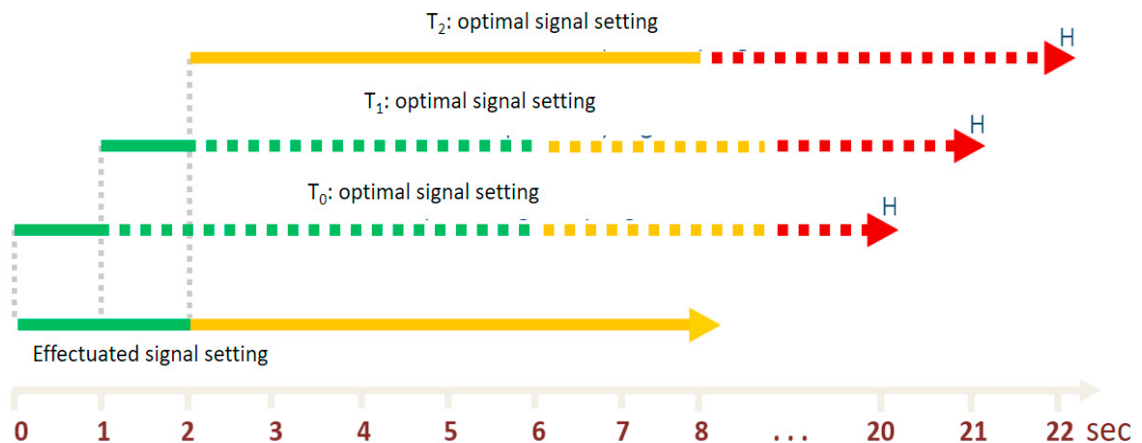 T₂: optimal signal setting
H
T₁: optimal signal setting
H
T₀: optimal signal setting
H
Effectuated signal setting
0 1 2 3 4 5 6 7 8 ... 20 21 22 sec